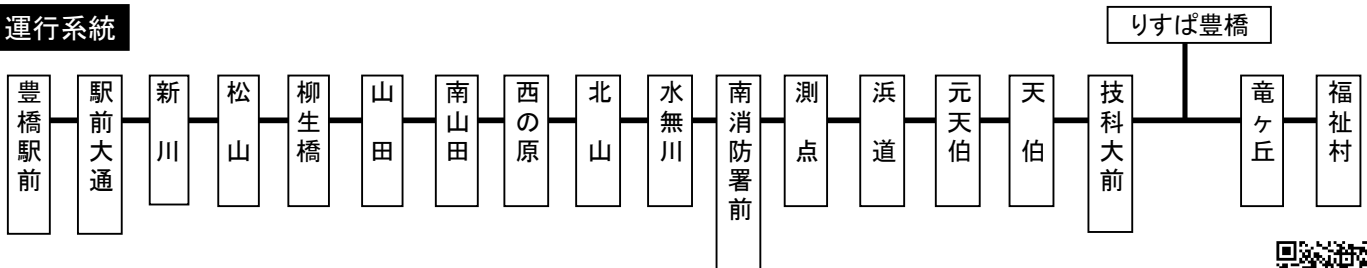 運行系統
りすぱ豊橋
豊橋駅前
駅前大通
新川
松山
柳生橋
山田
南山田
西の原
北山
水無川
南消防署前
測点
浜道
元天伯
天伯
技科大前
竜ヶ丘
福祉村